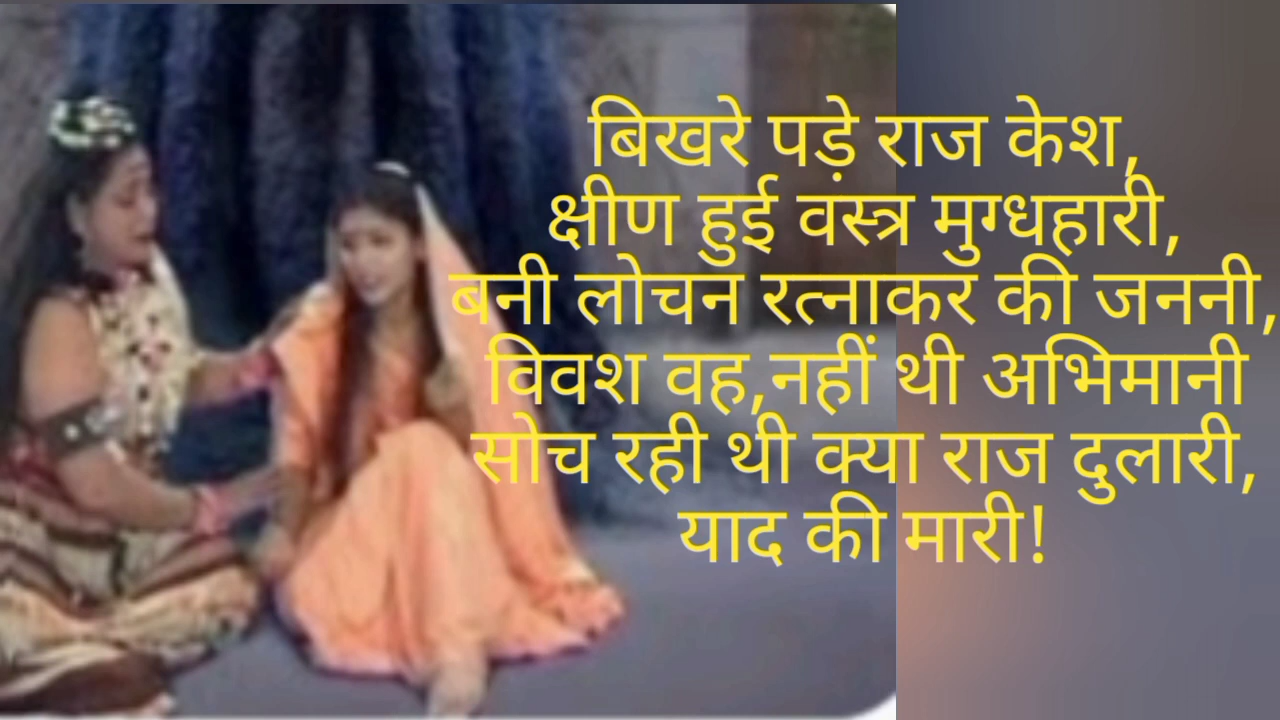 बिखरे पड़े राज केश,
क्षीण हुई वस्त्र मुग्धहारी,
बनी लोचन रत्नाकर की जननी,
विवश वह,नहीं थी अभिमानी
सोच रही थी क्या राज दुलारी,
याद की मारी!